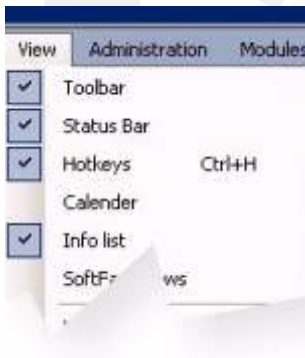 View Administration Modules
Toolbar
Status Bar
Hotkeys Ctrl+H
Calender
Info list